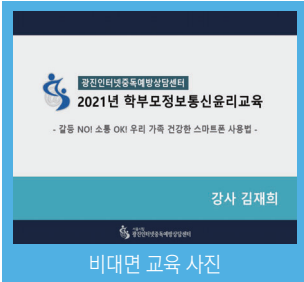 광진인터넷중독예방상담센터
2021년 학부모정보통신윤리교육
- 갈등 NO! 소통 OK! 우리 가족 건강한 스마트폰 사용법 -
강사 김재희
광진인터넷중독예방상담센터
비대면 교육 사진